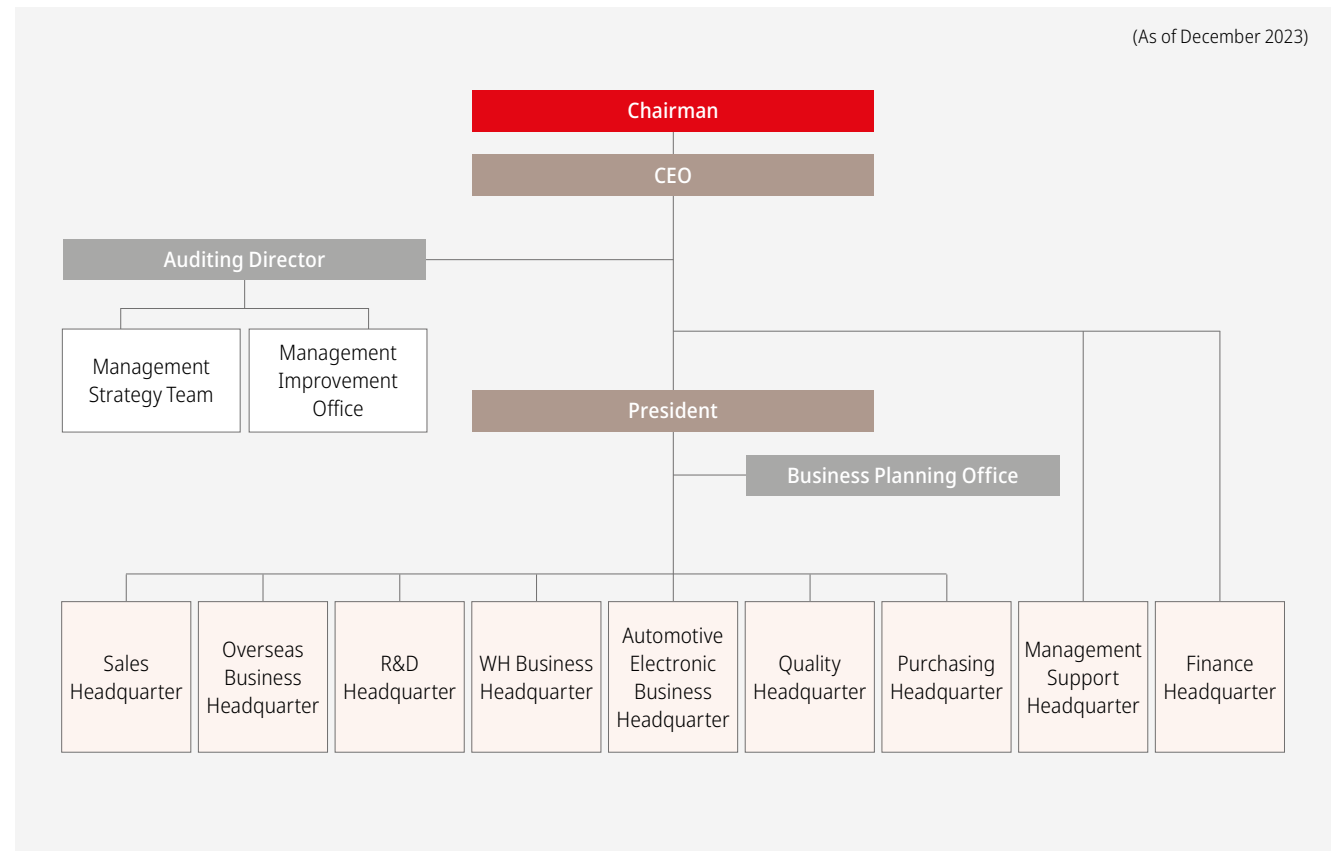 (As of December 2023)
Chairman
CEO
Auditing Director
Management
Strategy Team
Management
Improvement
Office
President
Business Planning Office
Sales
Headquarter
Overseas
Business
Headquarter
R&D
Headquarter
WH Business
Headquarter
Automotive
Electronic
Business
Headquarter
Quality
Headquarter
Purchasing
Headquarter
Management
Support
Headquarter
Finance
Headquarter